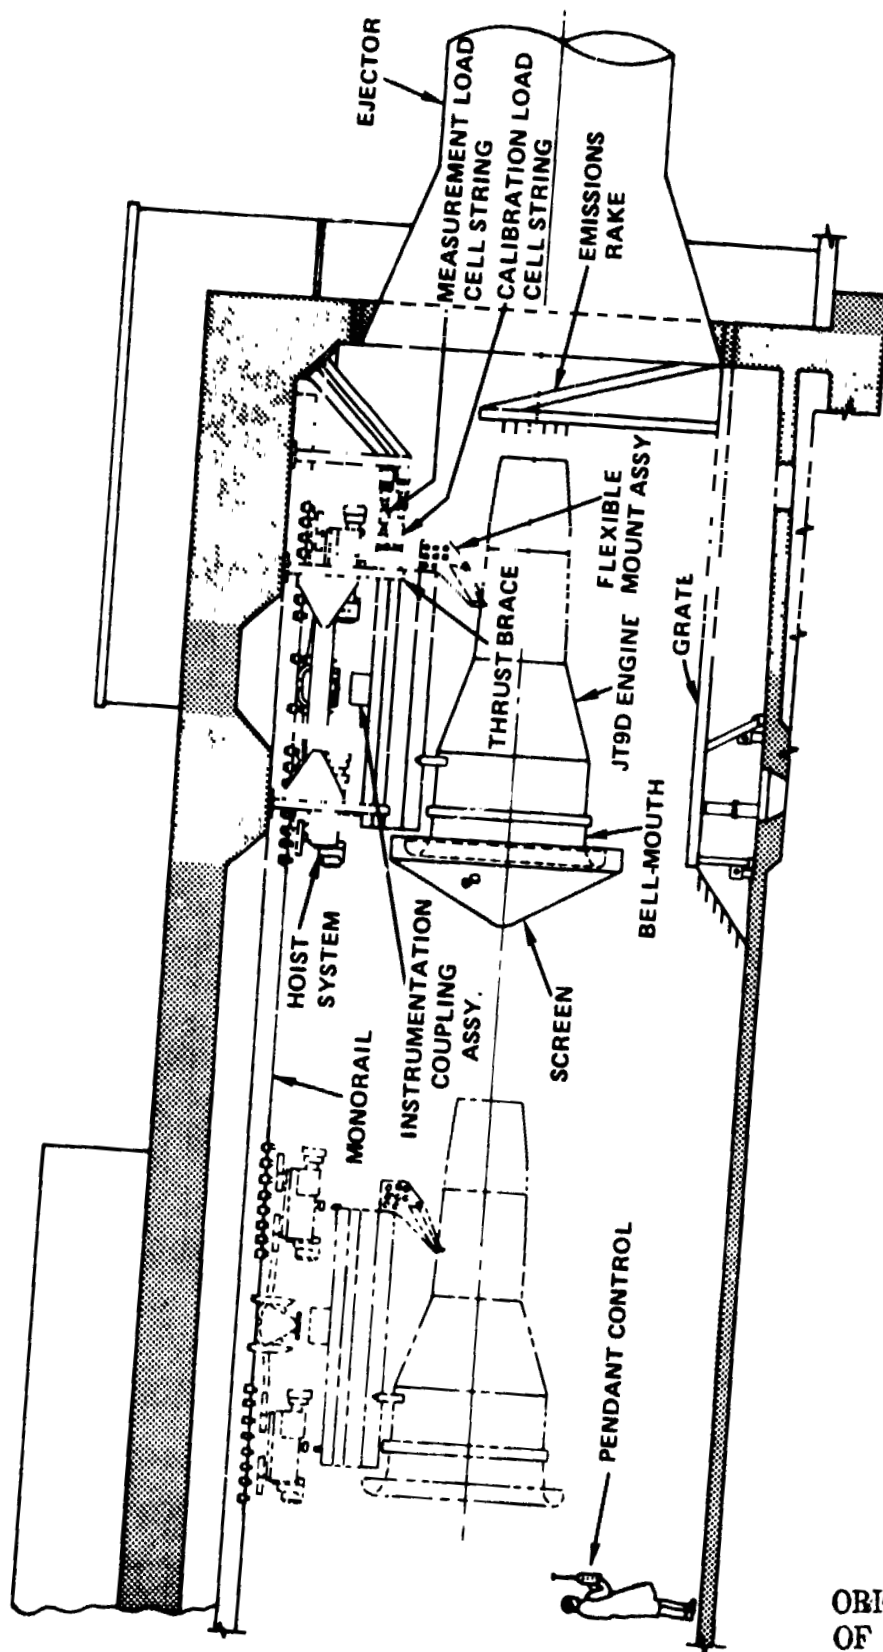 EJECTOR
MEASUREMENT LOAD
CELL STRING
CALIBRATION LOAD
CELL STRING
EMISSIONS
RAKE
FLEXIBLE
MOUNT ASSY
THRUST BRACE
JT9D ENGINE
GRATE
BELL-MOUTH
HOIST
SYSTEM
INSTRUMENTATION
COUPLING
ASSY.
SCREEN
MONORAIL
PENDANT CONTROL
OF